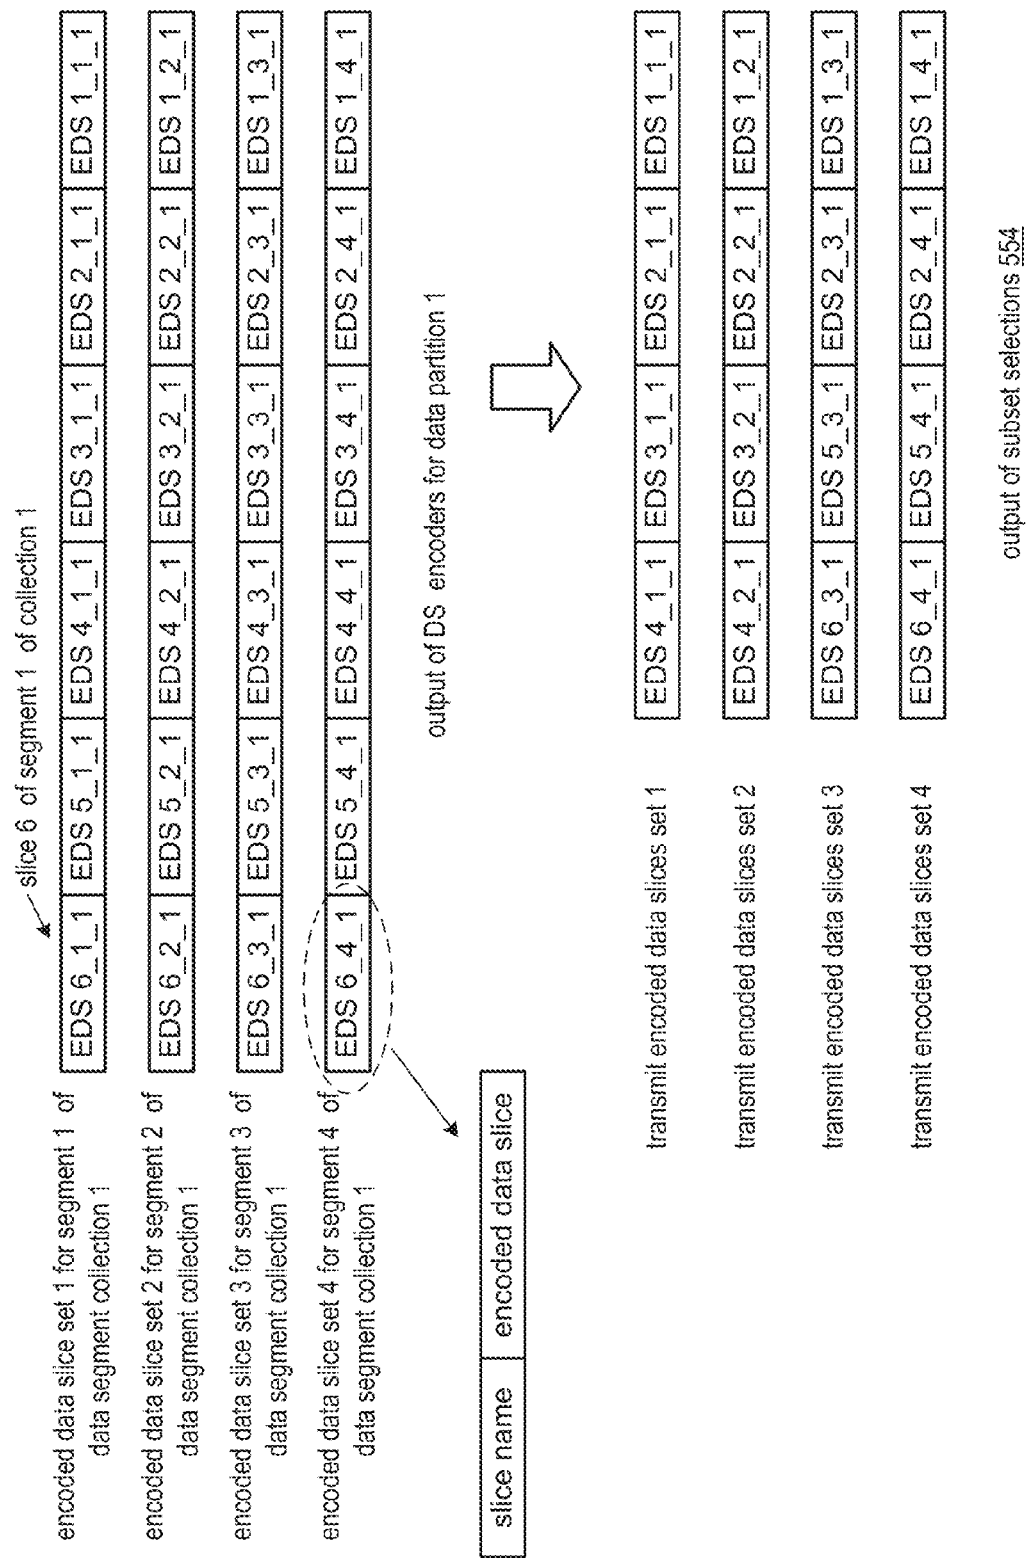 slice 6 of segment 1 of collection 1
encoded data slice set 1 for segment 1 of
data segment collection 1
EDS 6_1_1 EDS 5_1_1 EDS 4_1_1 EDS 3_1_1 EDS 2_1_1 EDS 1_1_1
encoded data slice set 2 for segment 2 of
data segment collection 1
EDS 6_2_1 EDS 5_2_1 EDS 4_2_1 EDS 3_2_1 EDS 2_2_1 EDS 1_2_1
encoded data slice set 3 for segment 3 of
data segment collection 1
EDS 6_3_1 EDS 5_3_1 EDS 4_3_1 EDS 3_3_1 EDS 2_3_1 EDS 1_3_1
encoded data slice set 4 for segment 4 of
data segment collection 1
EDS 6_4_1 EDS 5_4_1 EDS 4_4_1 EDS 3_4_1 EDS 2_4_1 EDS 1_4_1
output of DS encoders for data partition 1
slice name encoded data slice
transmit encoded data slices set 1 EDS 4_1_1 EDS 3_1_1 EDS 2_1_1 EDS 1_1_1
transmit encoded data slices set 2 EDS 4_2_1 EDS 3_2_1 EDS 2_2_1 EDS 1_2_1
transmit encoded data slices set 3 EDS 6_3_1 EDS 5_3_1 EDS 2_3_1 EDS 1_3_1
transmit encoded data slices set 4 EDS 6_4_1 EDS 5_4_1 EDS 2_4_1 EDS 1_4_1
output of subset selections 554